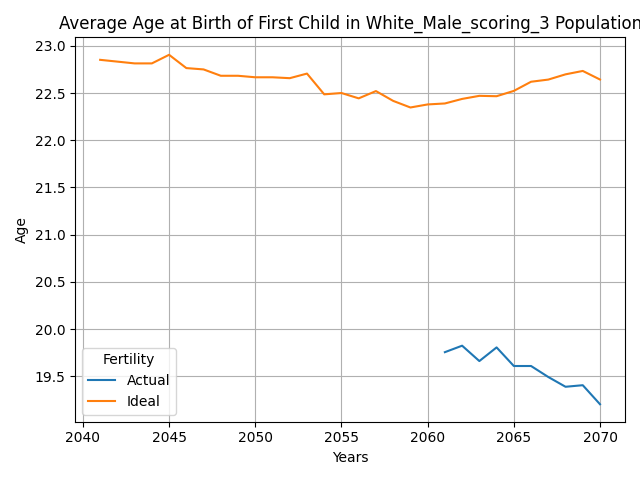 Average Age at Birth of First Child in White_Male_scoring_3 Population
23.0
22.5
22.0
21.5
21.0
20.5
20.0
19.5
Age
Fertility
Actual
Ideal
2040 2045 2050 2055 2060 2065 2070
Years